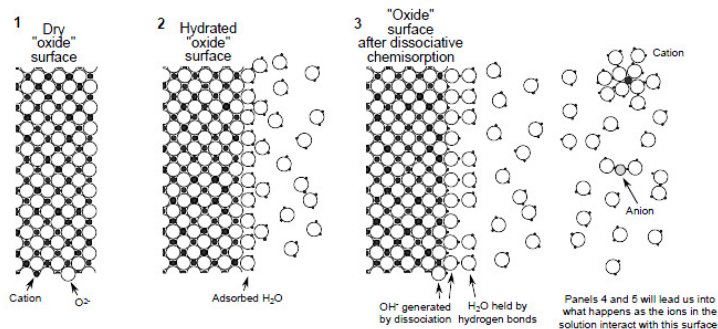 1
Dry
"oxide"
surface
Cation
O²⁻
2
Hydrated
"oxide"
surface
Adsorbed H₂O
3
"Oxide"
surface
after dissociative
chemisorption
OH⁻ generated
by dissociation
H₂O held by
hydrogen bonds
Cation
Anion
Panels 4 and 5 will lead us into
what happens as the ions in the
solution interact with this surface